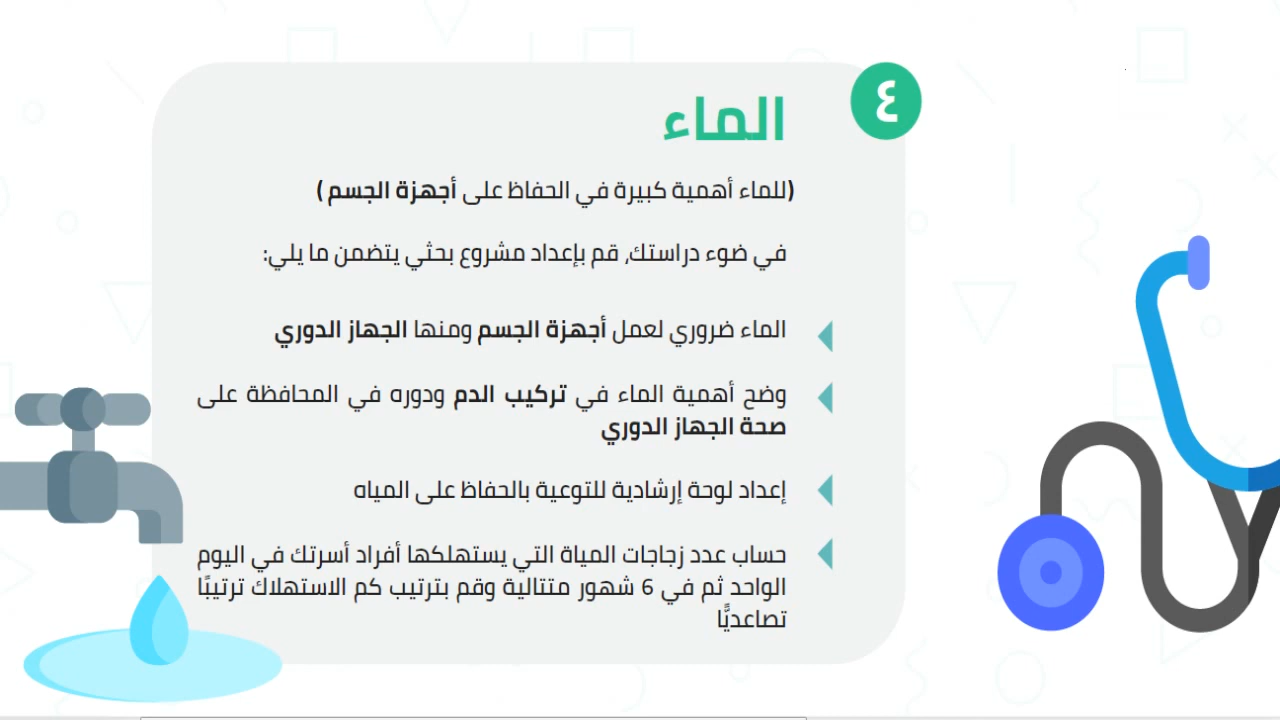 ٤
الماء
(للماء أهمية كبيرة في الحفاظ على أجهزة الجسم )
في ضوء دراستك، قم بإعداد مشروع بحثي يتضمن ما يلي:
الماء ضروري لعمل أجهزة الجسم ومنها الجهاز الدوري
وضح أهمية الماء في تركيب الدم ودوره في المحافظة على
صحة الجهاز الدوري
إعداد لوحة إرشادية للتوعية بالحفاظ على المياه
حساب عدد زجاجات المياة التي يستهلكها أفراد أسرتك في اليوم
الواحد ثم في 6 شهور متتالية وقم بترتيب كم الاستهلاك ترتيبًا
تصاعديًّا